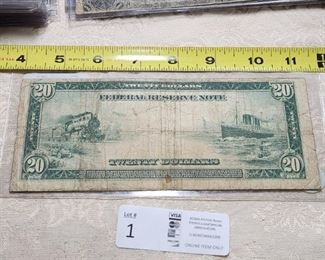 4 5 6 7 8 9 10 11 12
TWENTY DOLLARS
20 FEDERAL RESERVE NOTE 20
20 TWENTY DOLLARS 20
Lot #
1
VISA
ONLINE ITEM ONLY